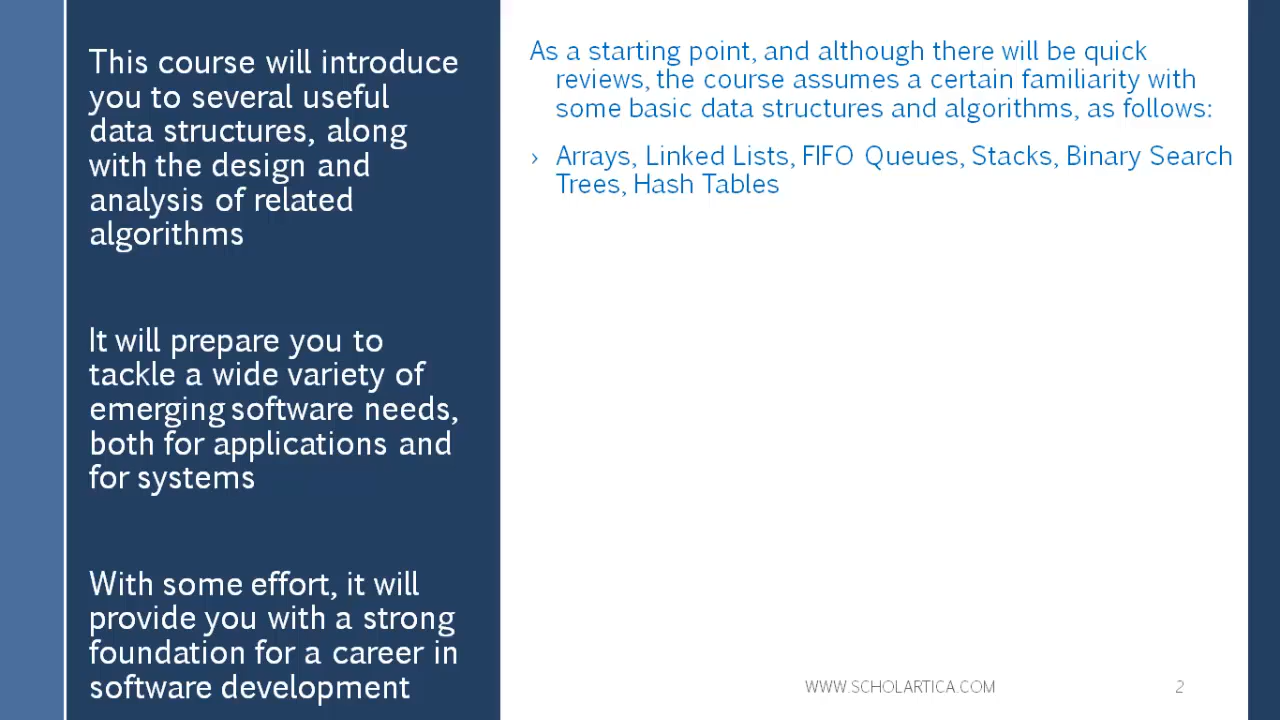 This course will introduce
you to several useful
data structures, along
with the design and
analysis of related
algorithms
It will prepare you to
tackle a wide variety of
emerging software needs,
both for applications and
for systems
With some effort, it will
provide you with a strong
foundation for a career in
software development
As a starting point, and although there will be quick
reviews, the course assumes a certain familiarity with
some basic data structures and algorithms, as follows:
› Arrays, Linked Lists, FIFO Queues, Stacks, Binary Search
Trees, Hash Tables
WWW.SCHOLARTICA.COM
2